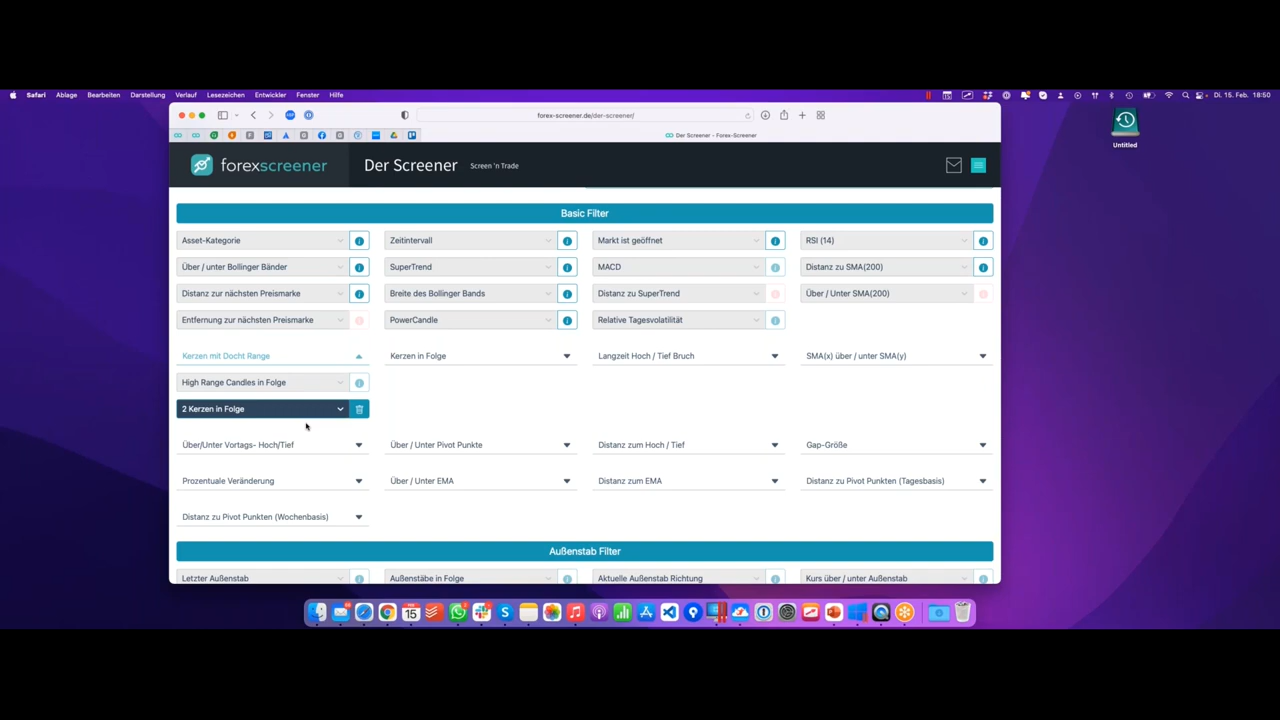 Safari Ablage Bearbeiten Darstellung Verlauf Lesezeichen Entwickler Fenster Hilfe
Di. 15. Feb. 18:50
forex-screener.de/der-screener/
Der Screener - Forex-Screener
Untitled
forexscreener Der Screener Screen 'n Trade
Basic Filter
Asset-Kategorie Zeitintervall Markt ist geöffnet RSI (14)
Über / unter Bollinger Bänder SuperTrend MACD Distanz zu SMA(200)
Distanz zur nächsten Preismarke Breite des Bollinger Bands Distanz zu SuperTrend Über / Unter SMA(200)
Entfernung zur nächsten Preismarke PowerCandle Relative Tagesvolatilität
Kerzen mit Docht Range Kerzen in Folge Langzeit Hoch / Tief Bruch SMA(x) über / unter SMA(y)
High Range Candles in Folge
2 Kerzen in Folge
Über/Unter Vortags- Hoch/Tief Über / Unter Pivot Punkte Distanz zum Hoch / Tief Gap-Größe
Prozentuale Veränderung Über / Unter EMA Distanz zum EMA Distanz zu Pivot Punkten (Tagesbasis)
Distanz zu Pivot Punkten (Wochenbasis)
Außenstab Filter
Letzter Außenstab Außenstäbe in Folge Aktuelle Außenstab Richtung Kurs über / unter Außenstab
15